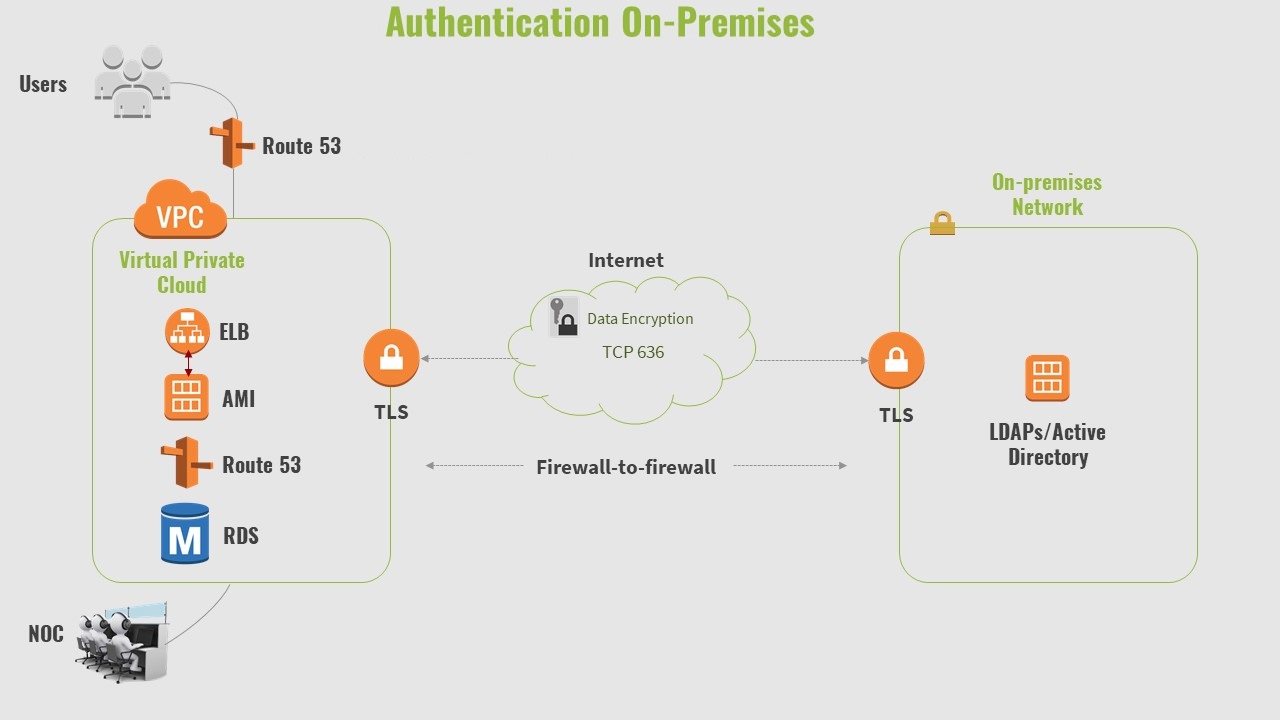 Authentication On-Premises
Users
Route 53
VPC
Virtual Private
Cloud
ELB
AMI
Route 53
M
RDS
NOC
TLS
Internet
Data Encryption
TCP 636
Firewall-to-firewall
On-premises
Network
TLS
LDAPs/Active
Directory